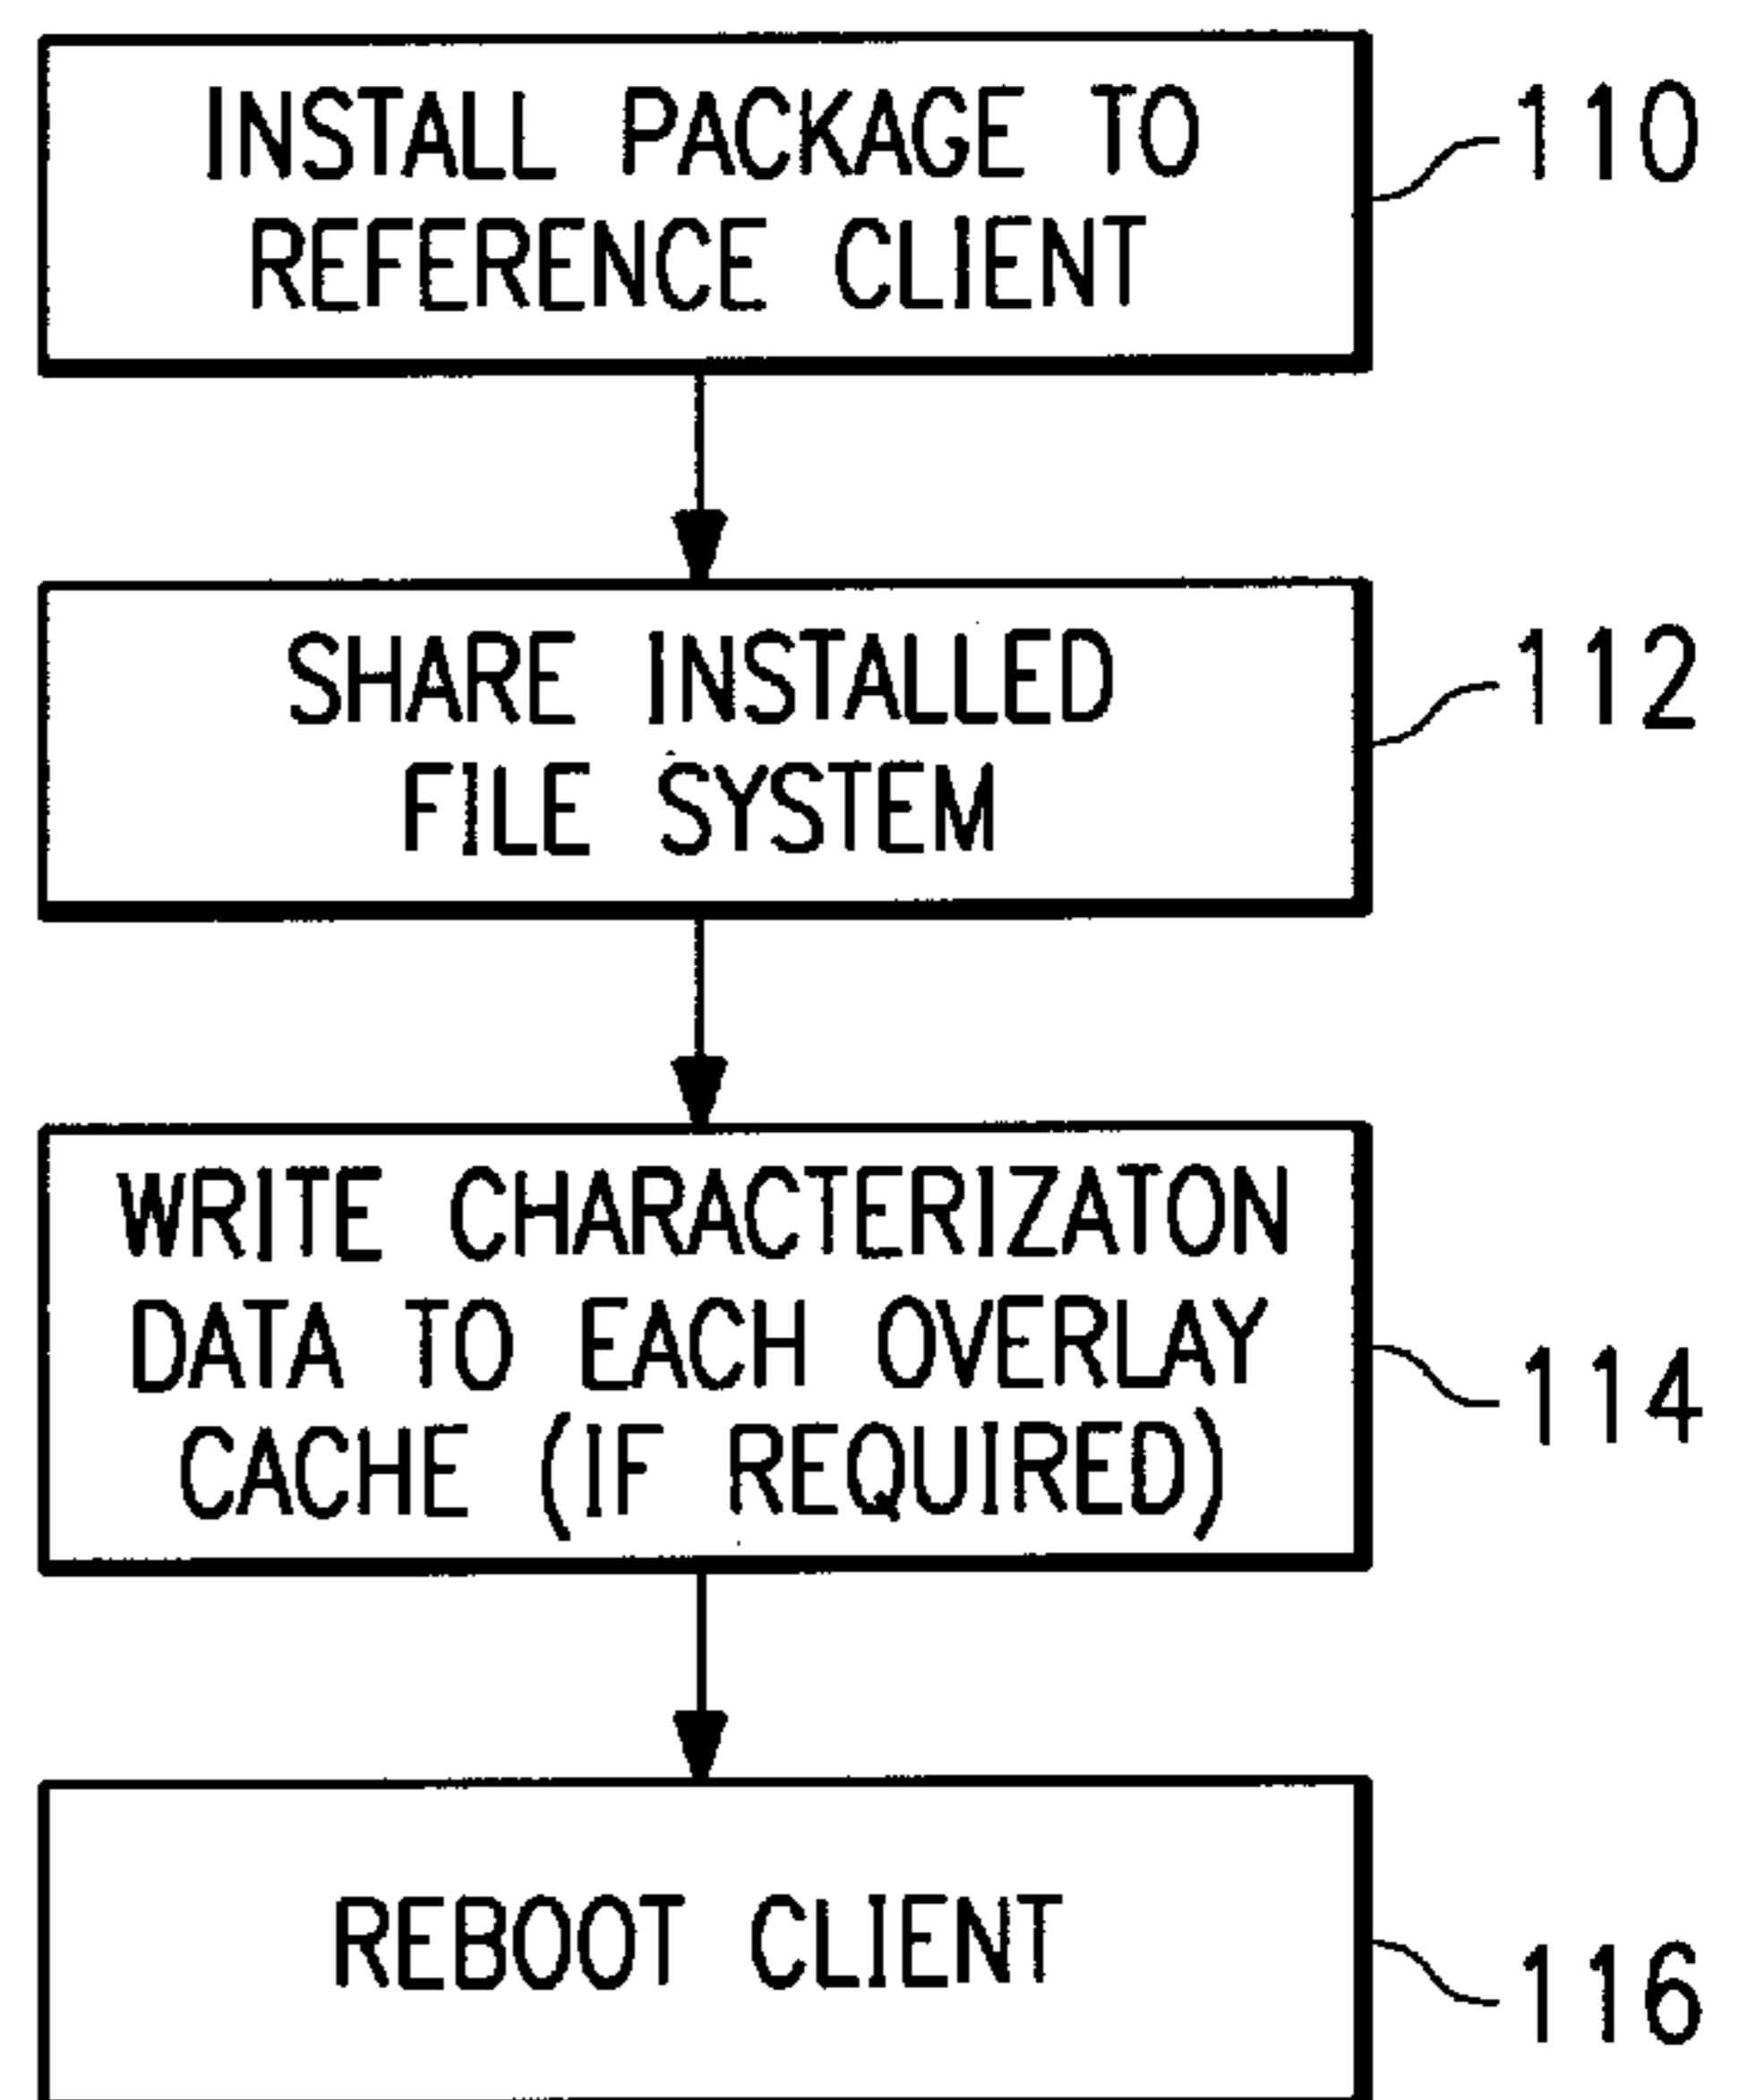 INSTALL PACKAGE TO
REFERENCE CLIENT
110
SHARE INSTALLED
FILE SYSTEM
112
WRITE CHARACTERIZATON
DATA TO EACH OVERLAY
CACHE (IF REQUIRED)
114
REBOOT CLIENT
116